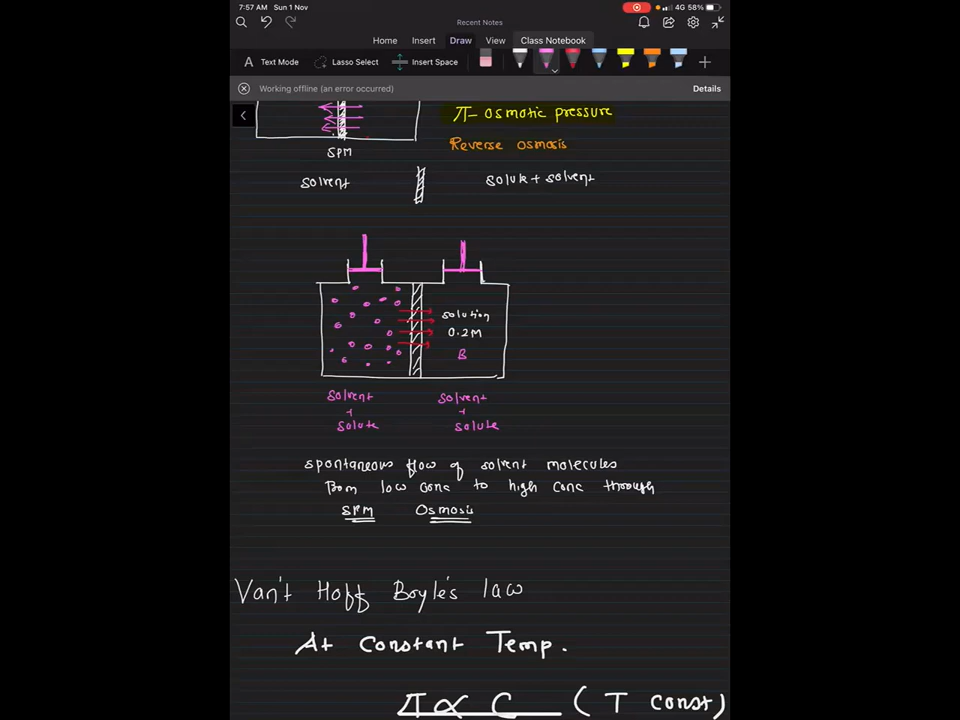 7:57 AM Sun 1 Nov
4G 58%
Recent Notes
Home Insert Draw View Class Notebook
Text Mode Lasso Select Insert Space
Working offline (an error occurred) Details
π- osmotic pressure
Reverse osmosis
SPM
solvent
solute + solvent
solution
0.2M
B
solvent
+
solute
solvent
+
solute
spontaneous flow of solvent molecules
from low conc to high conc through
SPM Osmosis
Van't Hoff Boyle's law
At Constant Temp.
π ∝ C (T const)